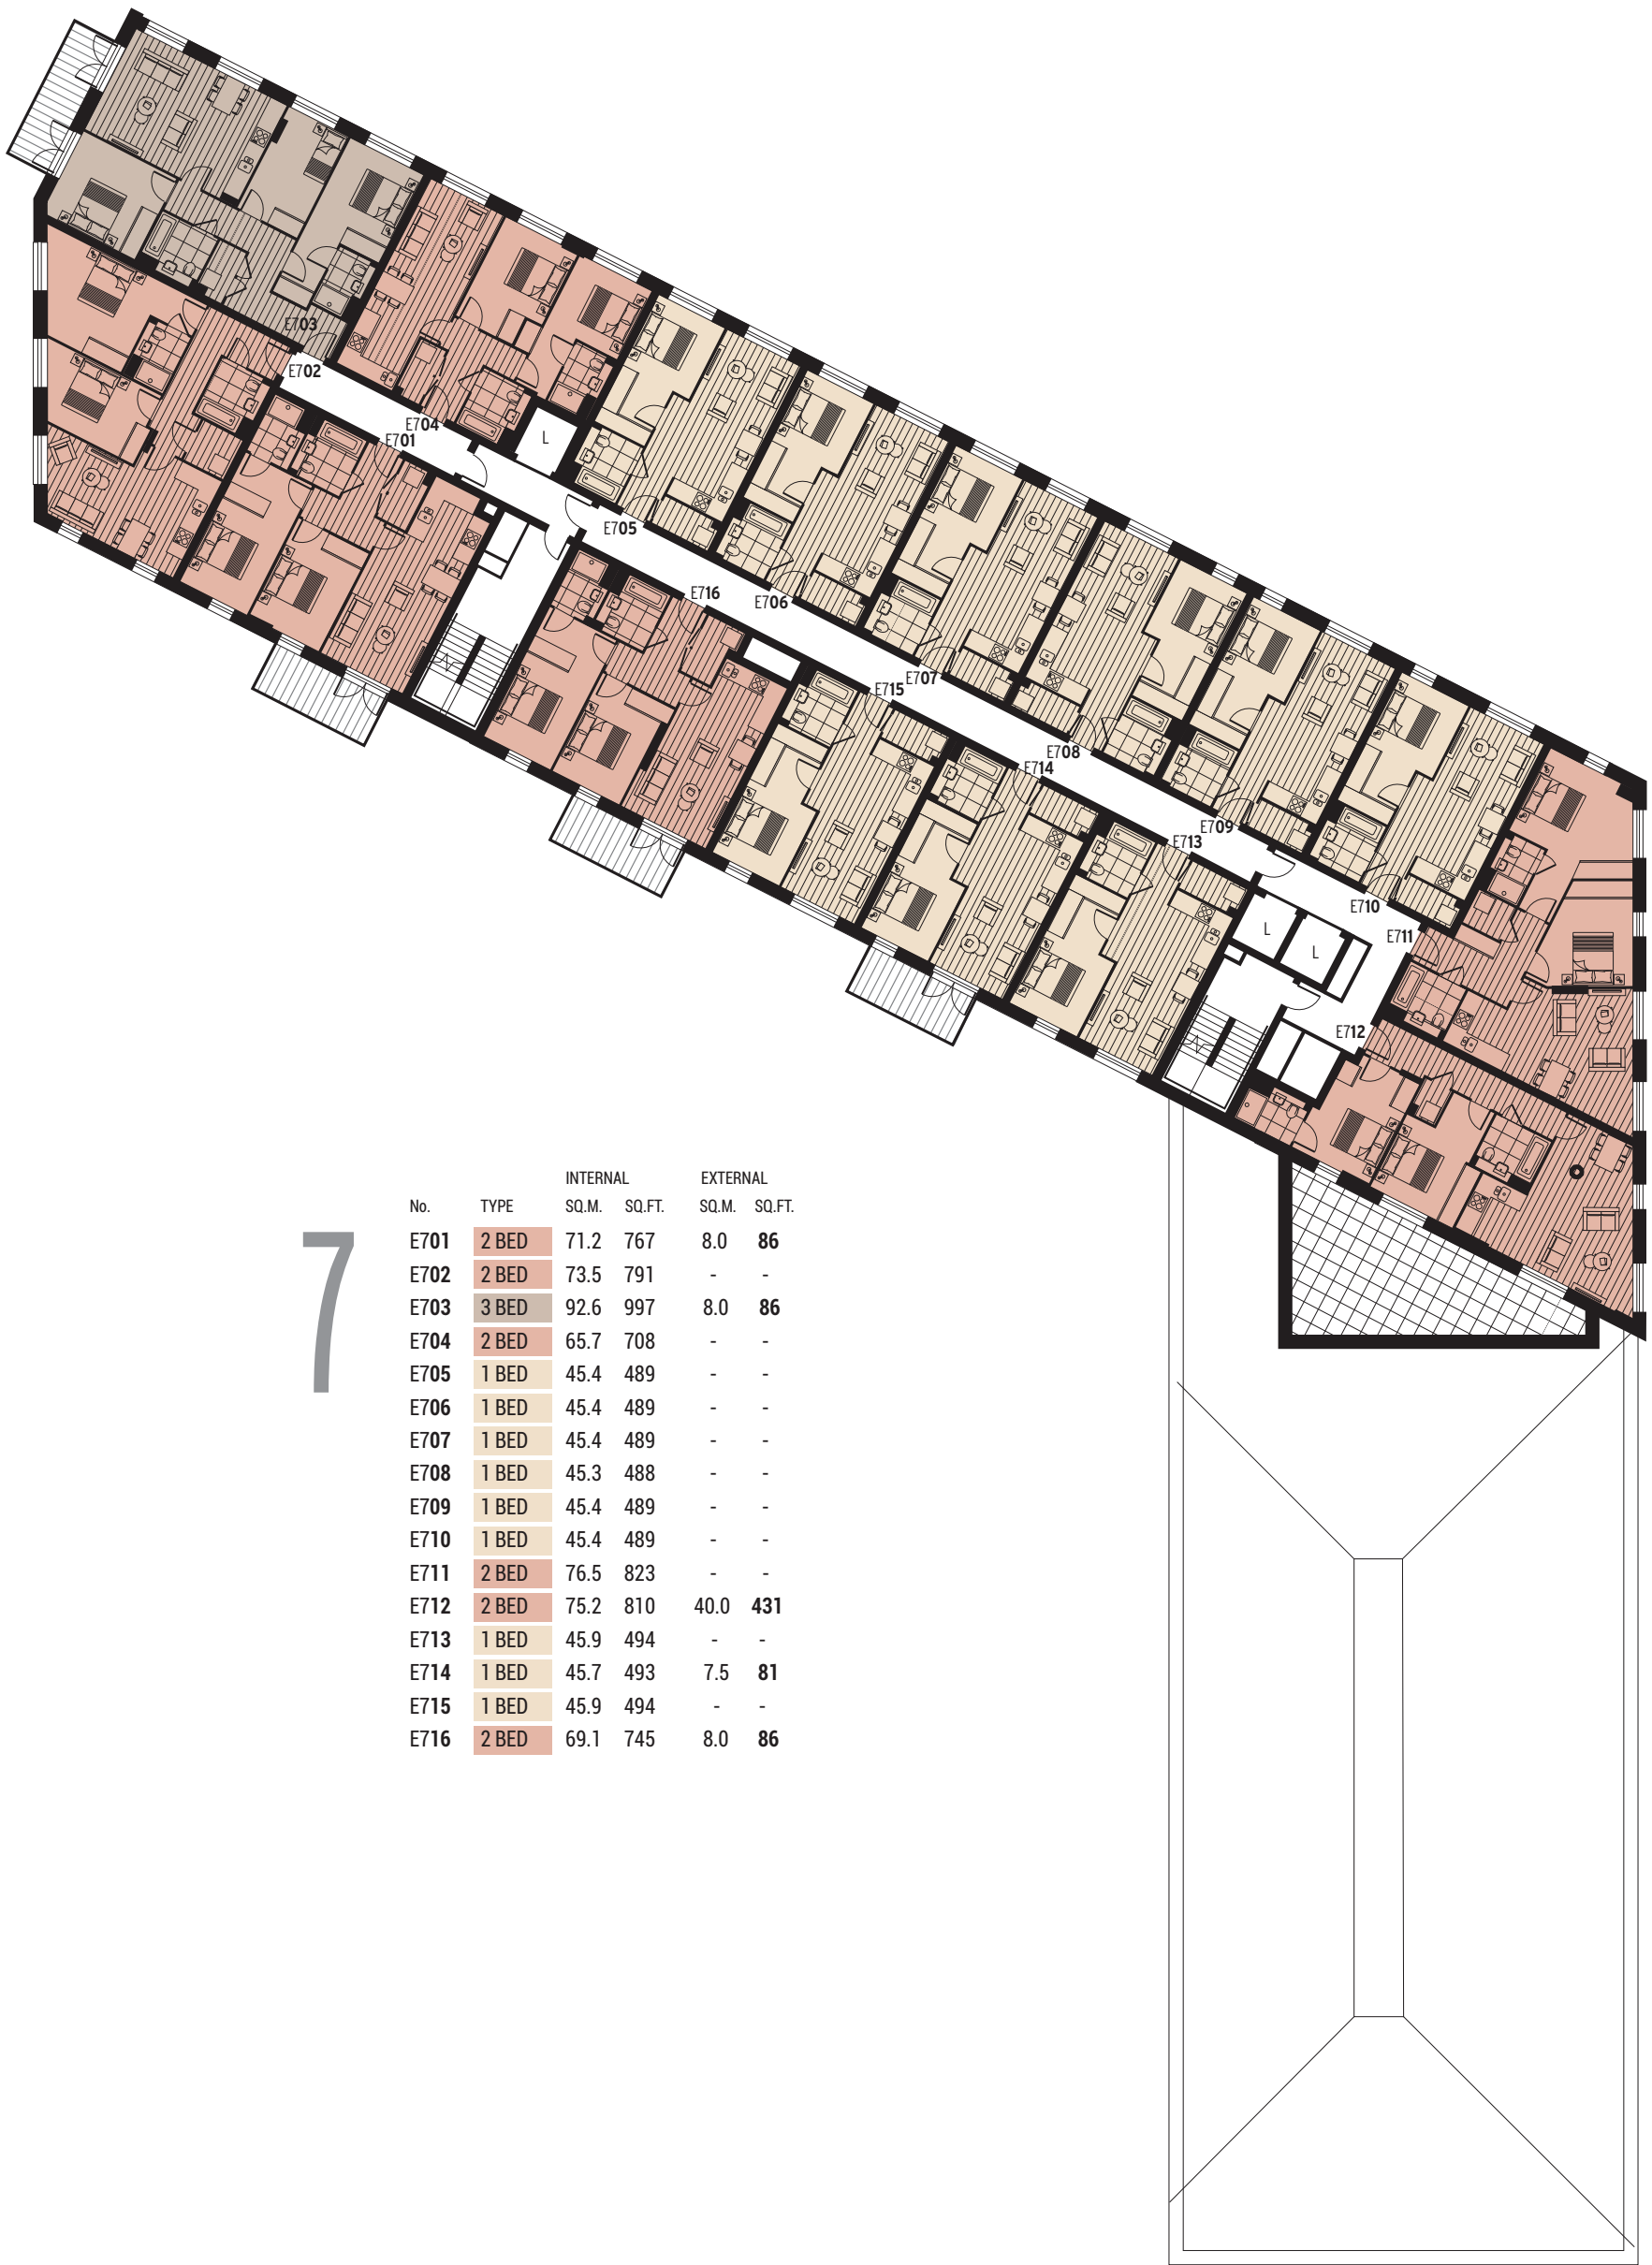 E703
E702
E704
E701
L
E705
E716
E706
E707
E715
E708
E714
E709
E713
E710
E711
L
L
E712
7
INTERNAL EXTERNAL
No. TYPE SQ.M. SQ.FT. SQ.M. SQ.FT.
E701 2 BED 71.2 767 8.0 86
E702 2 BED 73.5 791 - -
E703 3 BED 92.6 997 8.0 86
E704 2 BED 65.7 708 - -
E705 1 BED 45.4 489 - -
E706 1 BED 45.4 489 - -
E707 1 BED 45.4 489 - -
E708 1 BED 45.3 488 - -
E709 1 BED 45.4 489 - -
E710 1 BED 45.4 489 - -
E711 2 BED 76.5 823 - -
E712 2 BED 75.2 810 40.0 431
E713 1 BED 45.9 494 - -
E714 1 BED 45.7 493 7.5 81
E715 1 BED 45.9 494 - -
E716 2 BED 69.1 745 8.0 86